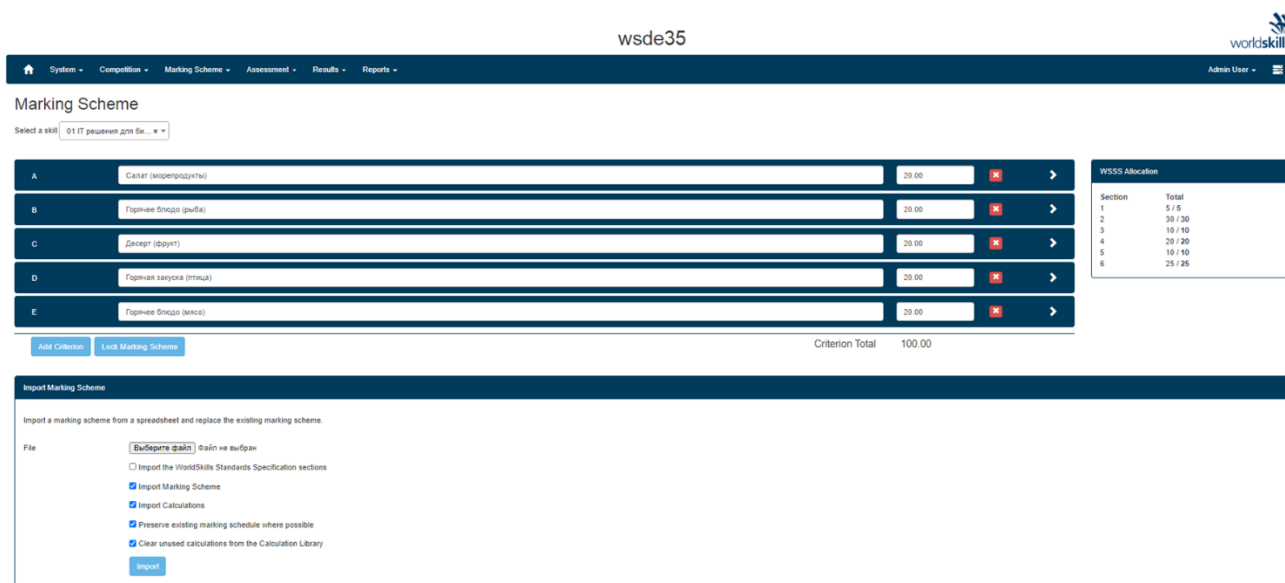 wsde35
worldskill
System Competition Marking Scheme Assessment Results Reports Admin User
Marking Scheme
Select a skill 01 IT решения для би... ×
A Салат (морепродукты) 20.00
B Горячее блюдо (рыба) 20.00
C Десерт (фрукт) 20.00
D Горячая закуска (птица) 20.00
E Горячее блюдо (мясо) 20.00
Add Criterion Lock Marking Scheme Criterion Total 100.00
WSSS Allocation
Section Total
1 5 / 5
2 30 / 30
3 10 / 10
4 20 / 20
5 10 / 10
6 25 / 25
Import Marking Scheme
Import a marking scheme from a spreadsheet and replace the existing marking scheme.
File Выберите файл Файл не выбран
Import the WorldSkills Standards Specification sections
Import Marking Scheme
Import Calculations
Preserve existing marking schedule where possible
Clear unused calculations from the Calculation Library
Import